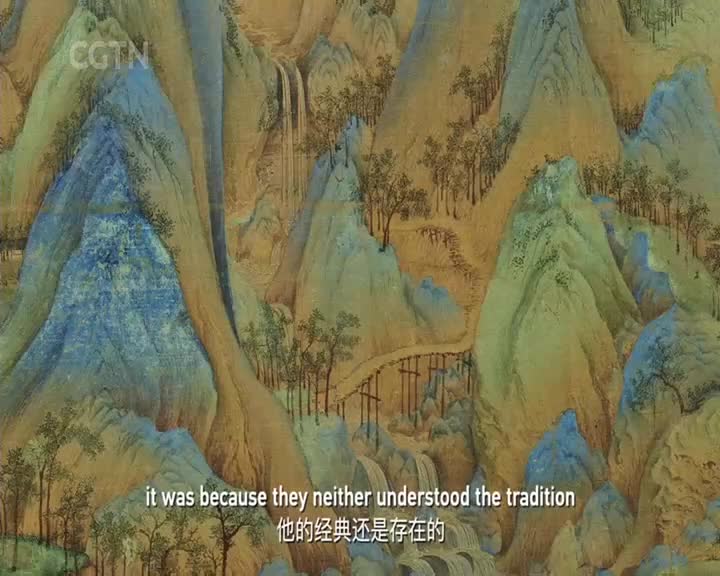 CGTN
it was because they neither understood the tradition
他的经典还是存在的